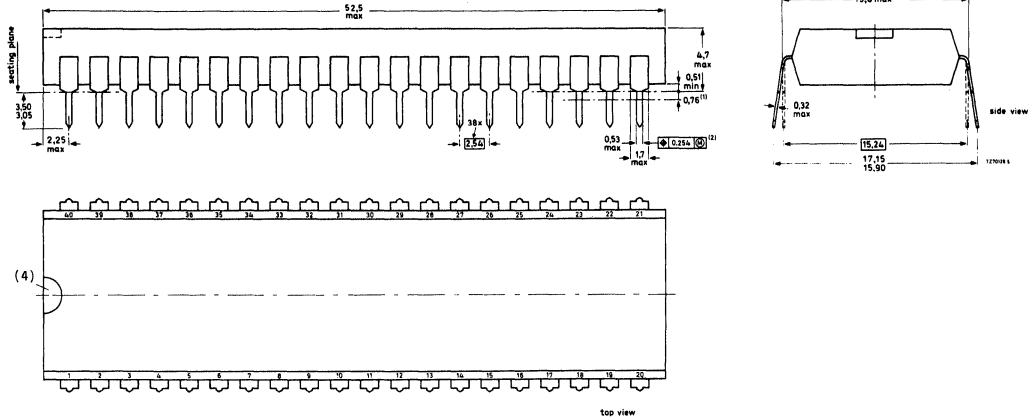 52,5
max
15,8 max
seating plane
4,7
max
0,51
min
0,76(1)
3,50
3,05
2,25
max
38x
2,54
0,53
max
1,7
max
0.254 M (2)
0,32
max
side view
15,24
17,15
15,90
40 39 38 37 36 35 34 33 32 31 30 29 28 27 26 25 24 23 22 21
(4)
1 2 3 4 5 6 7 8 9 10 11 12 13 14 15 16 17 18 19 20
top view